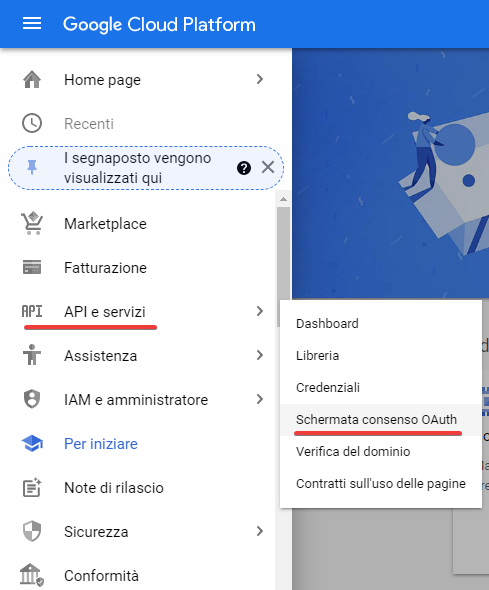 Google Cloud Platform
Home page
Recenti
I segnaposto vengono
visualizzati qui
Marketplace
Fatturazione
API API e servizi
Assistenza
IAM e amministratore
Per iniziare
Note di rilascio
Sicurezza
Conformità
Dashboard
Libreria
Credenziali
Schermata consenso OAuth
Verifica del dominio
Contratti sull'uso delle pagine